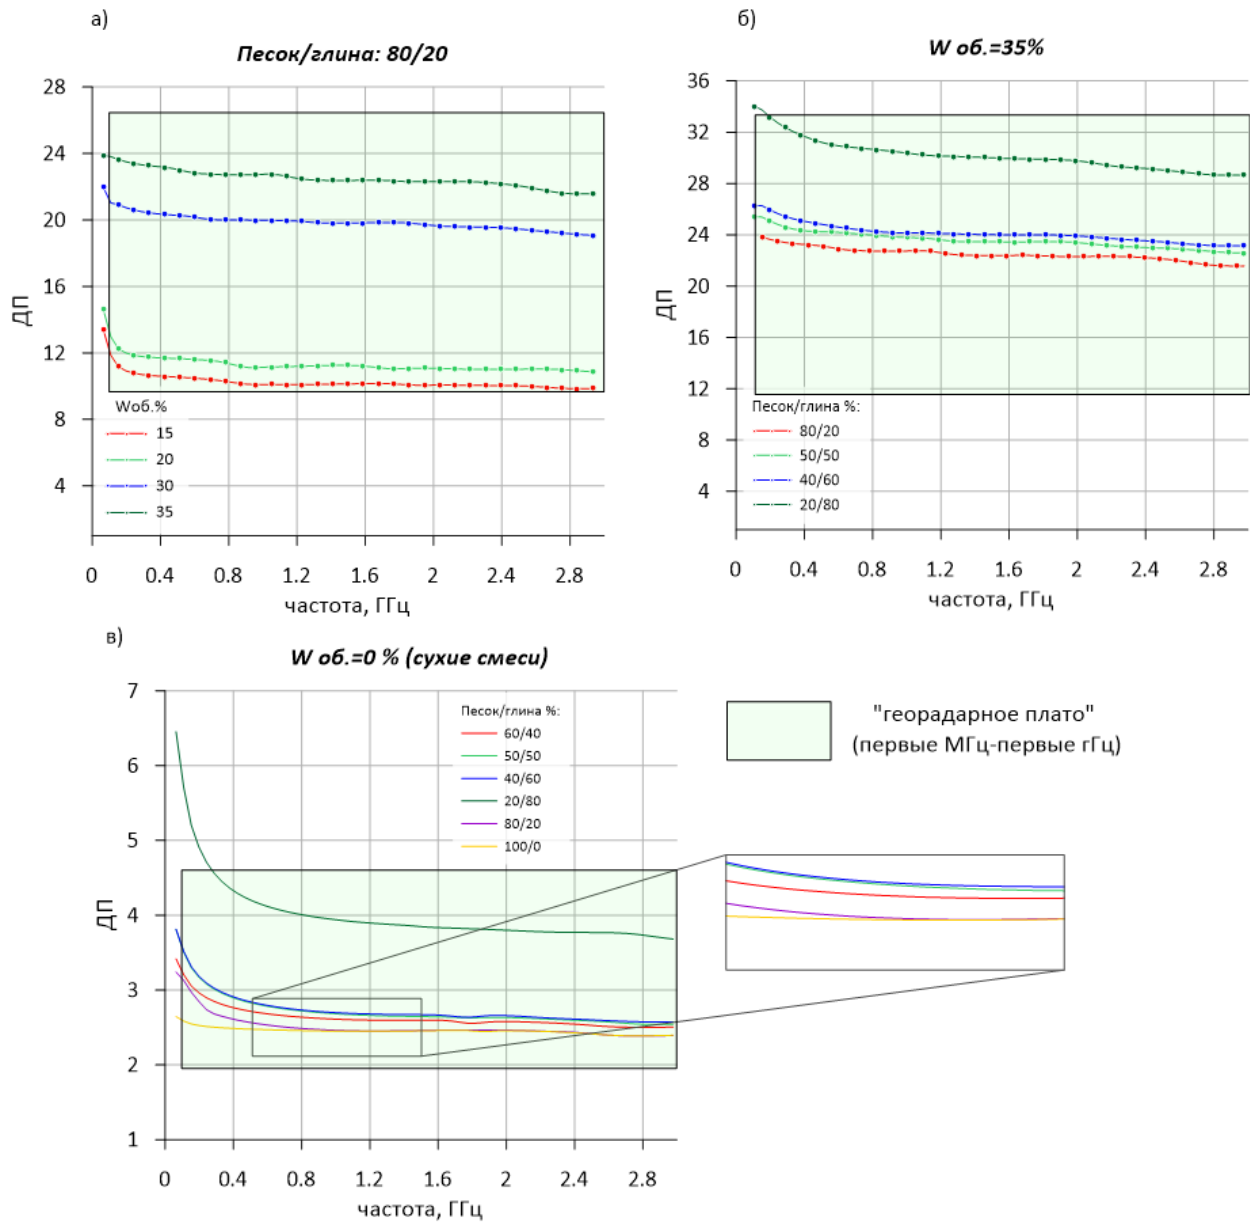 а)
Песок/глина: 80/20
28
24
20
16
12
8
4
ДП
Wоб.%
15
20
30
35
0 0.4 0.8 1.2 1.6 2 2.4 2.8
частота, ГГц
б)
W об.=35%
36
32
28
24
20
16
12
8
4
ДП
Песок/глина %:
80/20
50/50
40/60
20/80
0 0.4 0.8 1.2 1.6 2 2.4 2.8
частота, ГГц
в)
W об.=0 % (сухие смеси)
7
6
5
4
3
2
1
ДП
Песок/глина %:
60/40
50/50
40/60
20/80
80/20
100/0
0 0.4 0.8 1.2 1.6 2 2.4 2.8
частота, ГГц
"георадарное плато"
(первые МГц-первые гГц)